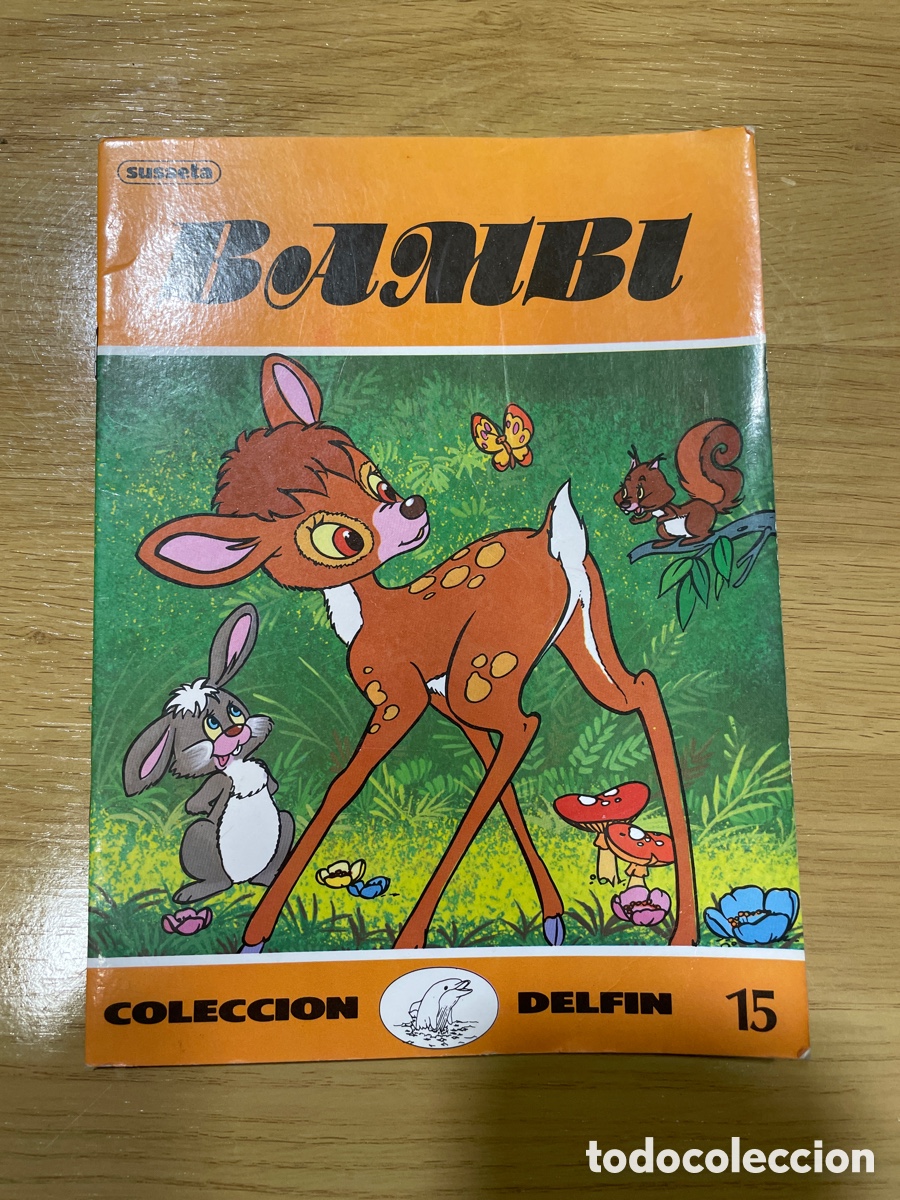 susaeta
BAMBI
COLECCION DELFIN 15
todocoleccion